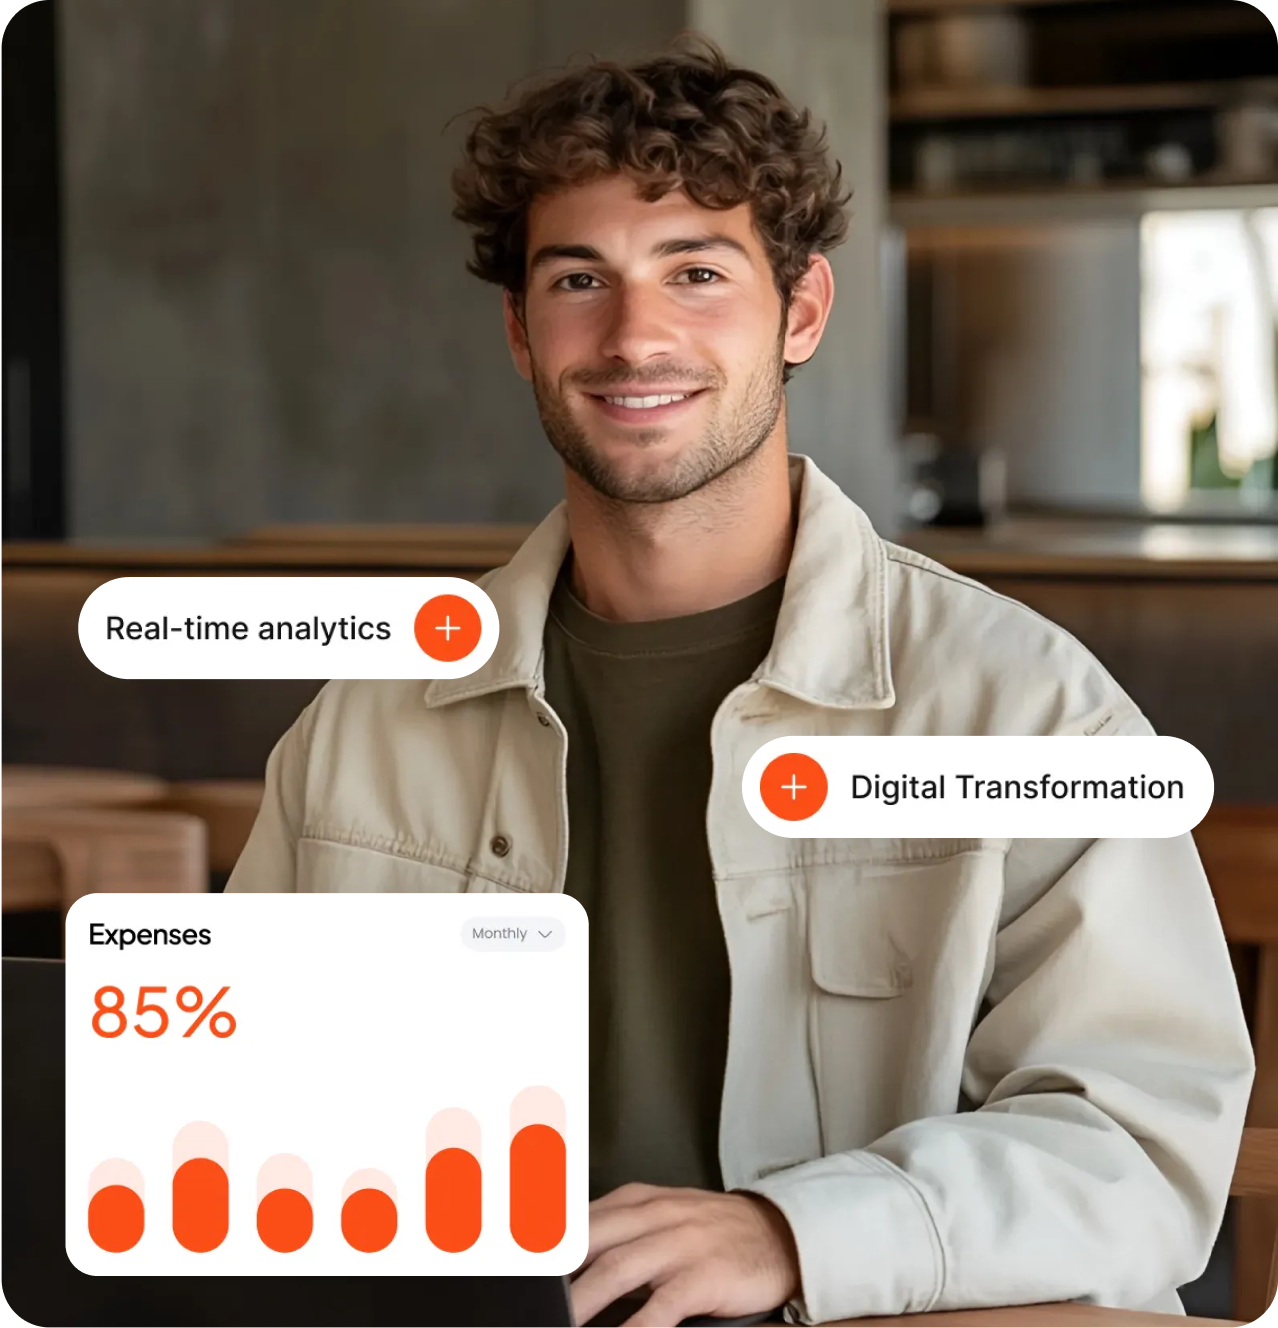 Real-time analytics
Digital Transformation
Expenses
Monthly
85%